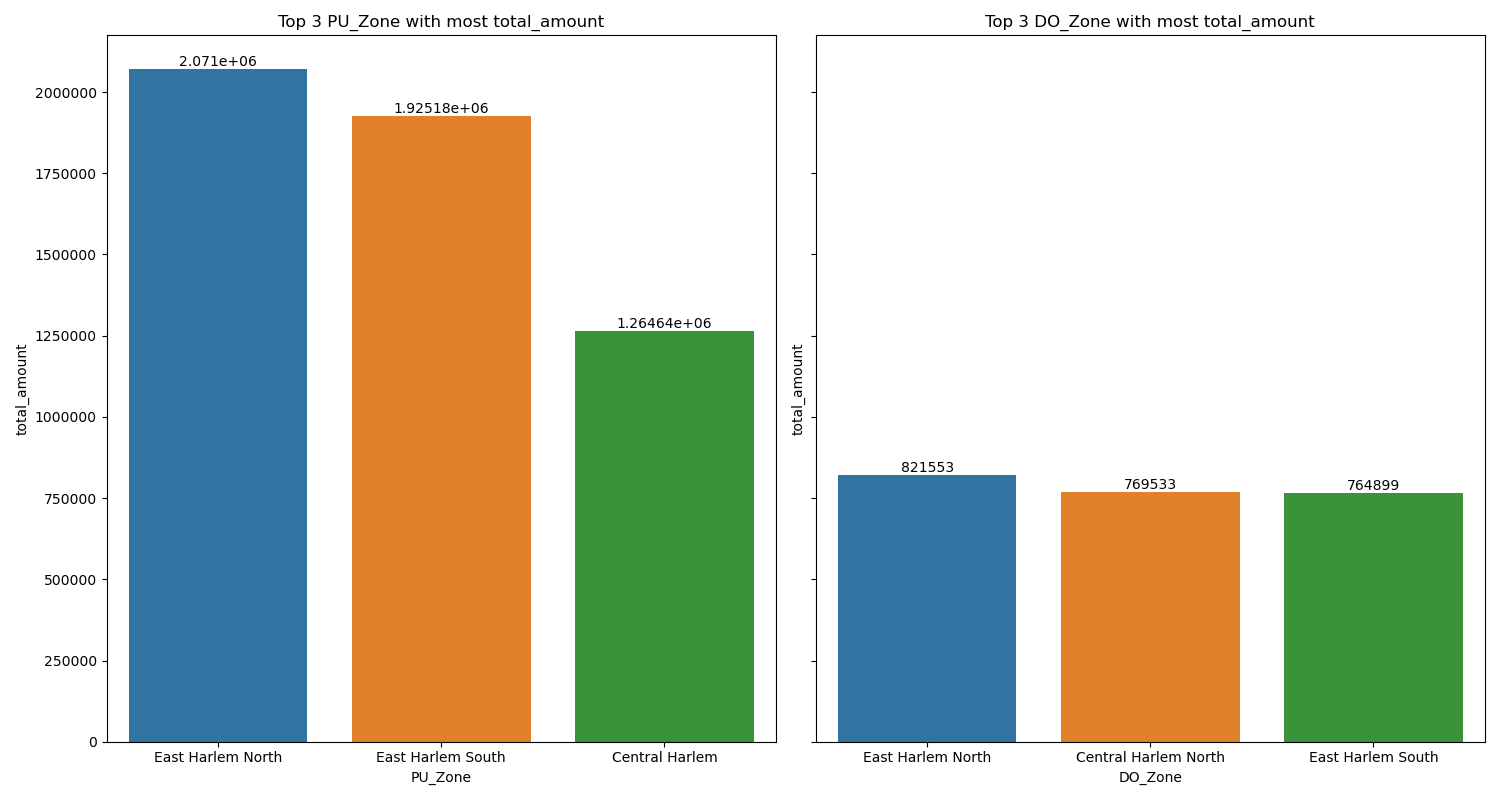 Top 3 PU_Zone with most total_amount
2.071e+06
1.92518e+06
1.26464e+06
2000000
1750000
1500000
1250000
1000000
750000
500000
250000
0
total_amount
East Harlem North
East Harlem South
Central Harlem
PU_Zone
Top 3 DO_Zone with most total_amount
821553
769533
764899
total_amount
East Harlem North
Central Harlem North
East Harlem South
DO_Zone